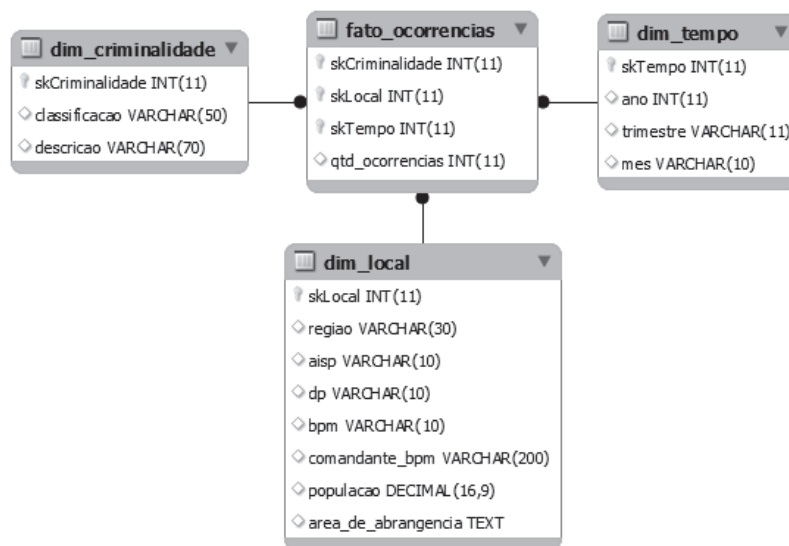 dim_criminalidade
skCriminalidade INT(11)
classificacao VARCHAR(50)
descricao VARCHAR(70)
fato_ocorrencias
skCriminalidade INT(11)
skLocal INT(11)
skTempo INT(11)
qtd_ocorrencias INT(11)
dim_tempo
skTempo INT(11)
ano INT(11)
trimestre VARCHAR(11)
mes VARCHAR(10)
dim_local
skLocal INT(11)
regiao VARCHAR(30)
aisp VARCHAR(10)
dp VARCHAR(10)
bpm VARCHAR(10)
comandante_bpm VARCHAR(200)
populacao DECIMAL(16,9)
area_de_abrangencia TEXT